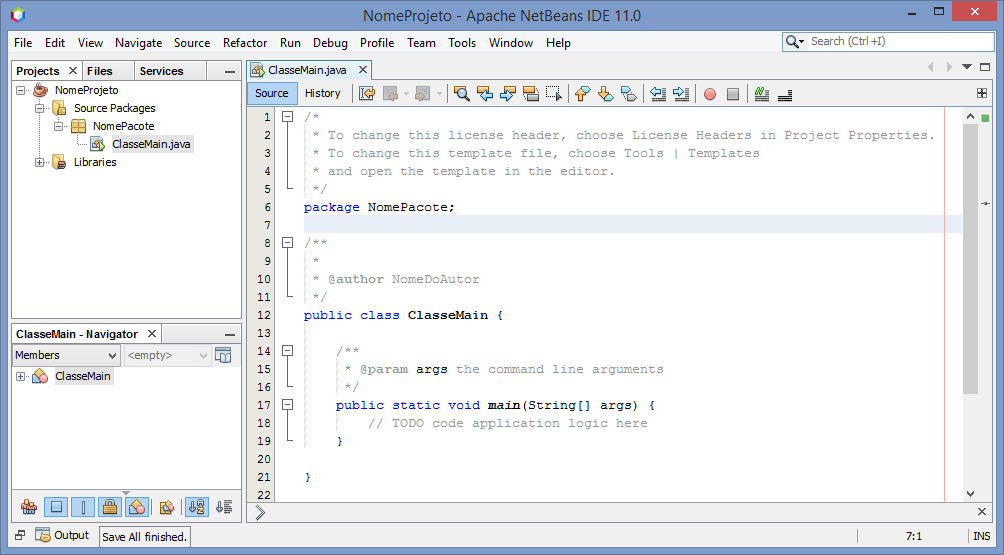 NomeProjeto - Apache NetBeans IDE 11.0
File Edit View Navigate Source Refactor Run Debug Profile Team Tools Window Help
Search (Ctrl+I)
Projects Files Services
NomeProjeto
Source Packages
NomePacote
ClasseMain.java
Libraries
ClasseMain - Navigator
Members <empty>
ClasseMain
ClasseMain.java
Source History
1 /*
2  * To change this license header, choose License Headers in Project Properties.
3  * To change this template file, choose Tools | Templates
4  * and open the template in the editor.
5  */
6 package NomePacote;
7
8 /**
9  *
10  * @author NomeDoAutor
11  */
12 public class ClasseMain {
13
14     /**
15      * @param args the command line arguments
16      */
17     public static void main(String[] args) {
18         // TODO code application logic here
19     }
20
21 }
22
Output Save All finished. 7:1 INS